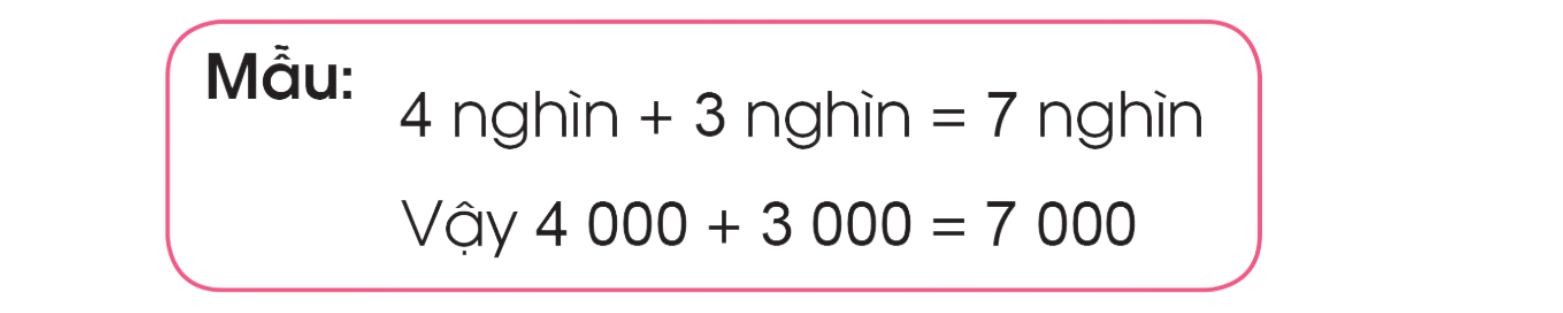 Mẫu:
4 nghìn + 3 nghìn = 7 nghìn
Vậy 4 000 + 3 000 = 7 000